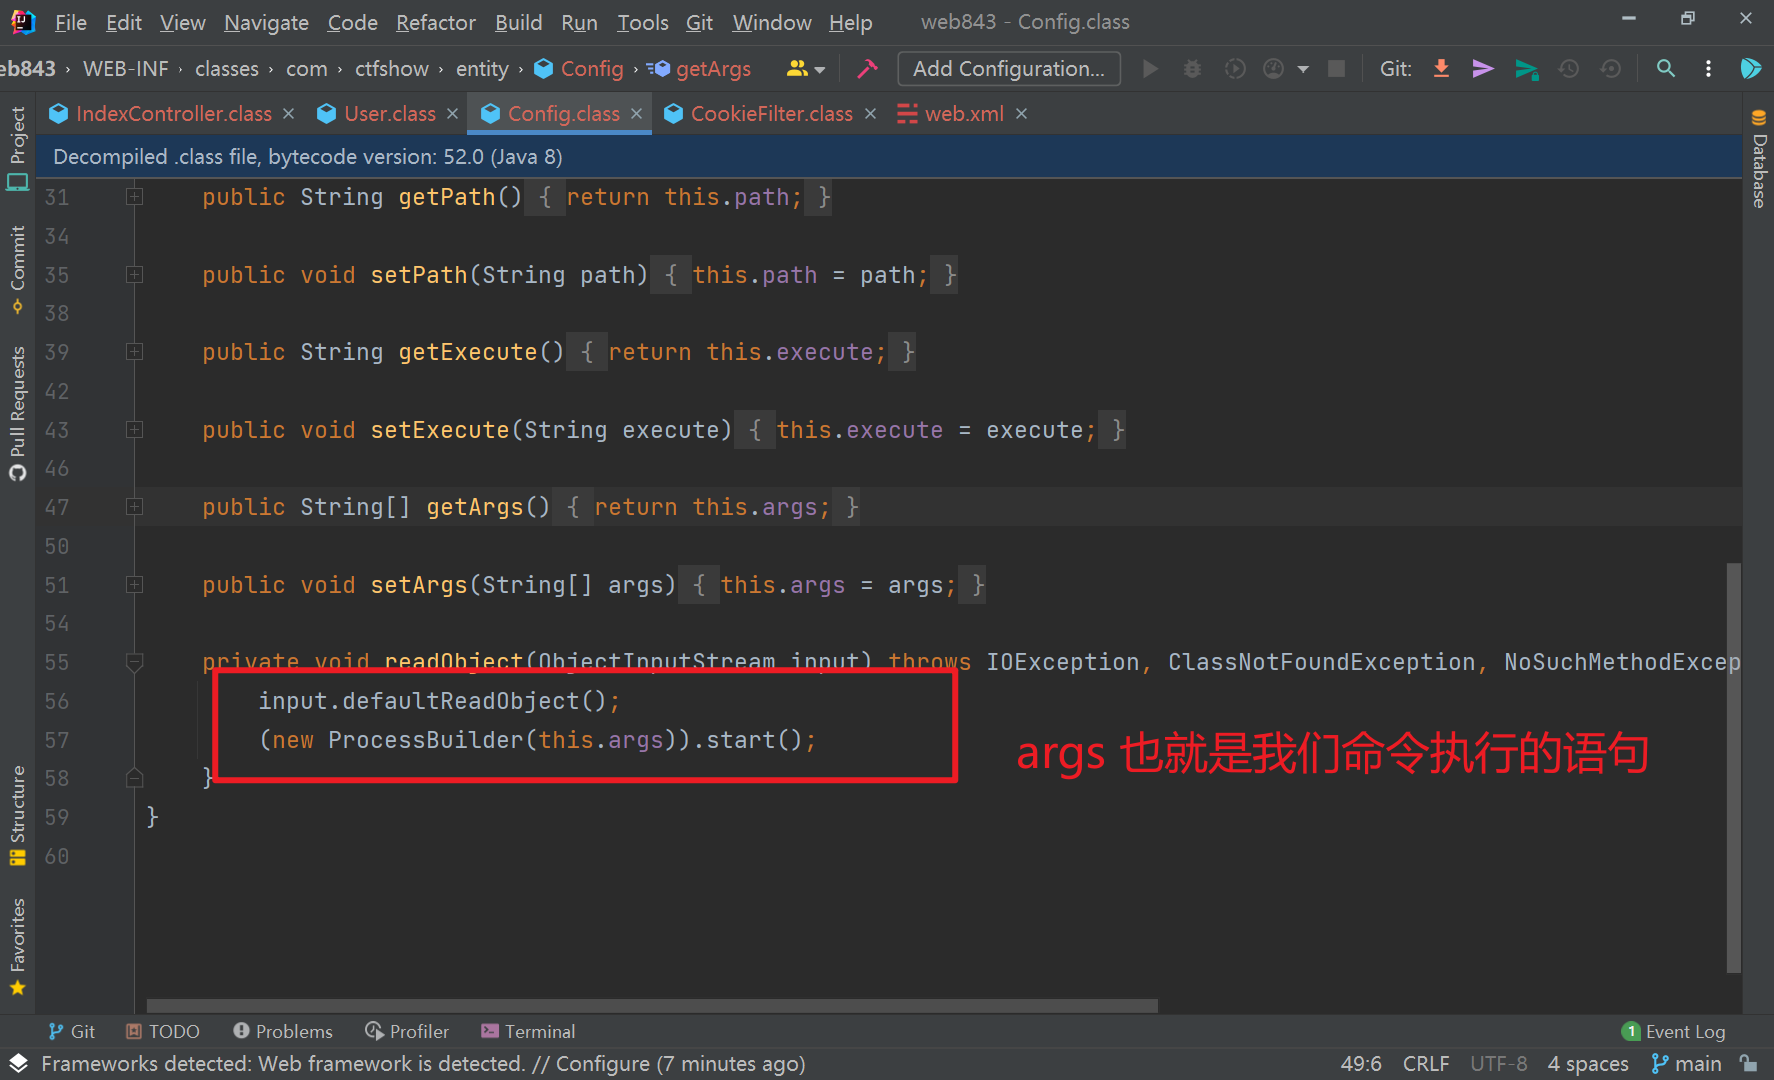 File Edit View Navigate Code Refactor Build Run Tools Git Window Help web843 - Config.class
eb843 › WEB-INF › classes › com › ctfshow › entity › Config › getArgs Add Configuration... Git:
IndexController.class User.class Config.class CookieFilter.class web.xml
Decompiled .class file, bytecode version: 52.0 (Java 8)
31 public String getPath() { return this.path; }
34
35 public void setPath(String path) { this.path = path; }
38
39 public String getExecute() { return this.execute; }
42
43 public void setExecute(String execute) { this.execute = execute; }
46
47 public String[] getArgs() { return this.args; }
50
51 public void setArgs(String[] args) { this.args = args; }
54
55 private void readObject(ObjectInputStream input) throws IOException, ClassNotFoundException, NoSuchMethodExcep
56 input.defaultReadObject();
57 (new ProcessBuilder(this.args)).start();
args 也就是我们命令执行的语句
58 }
59 }
60
Project
Commit
Pull Requests
Structure
Favorites
Database
Git TODO Problems Profiler Terminal 1 Event Log
Frameworks detected: Web framework is detected. // Configure (7 minutes ago) 49:6 CRLF UTF-8 4 spaces main